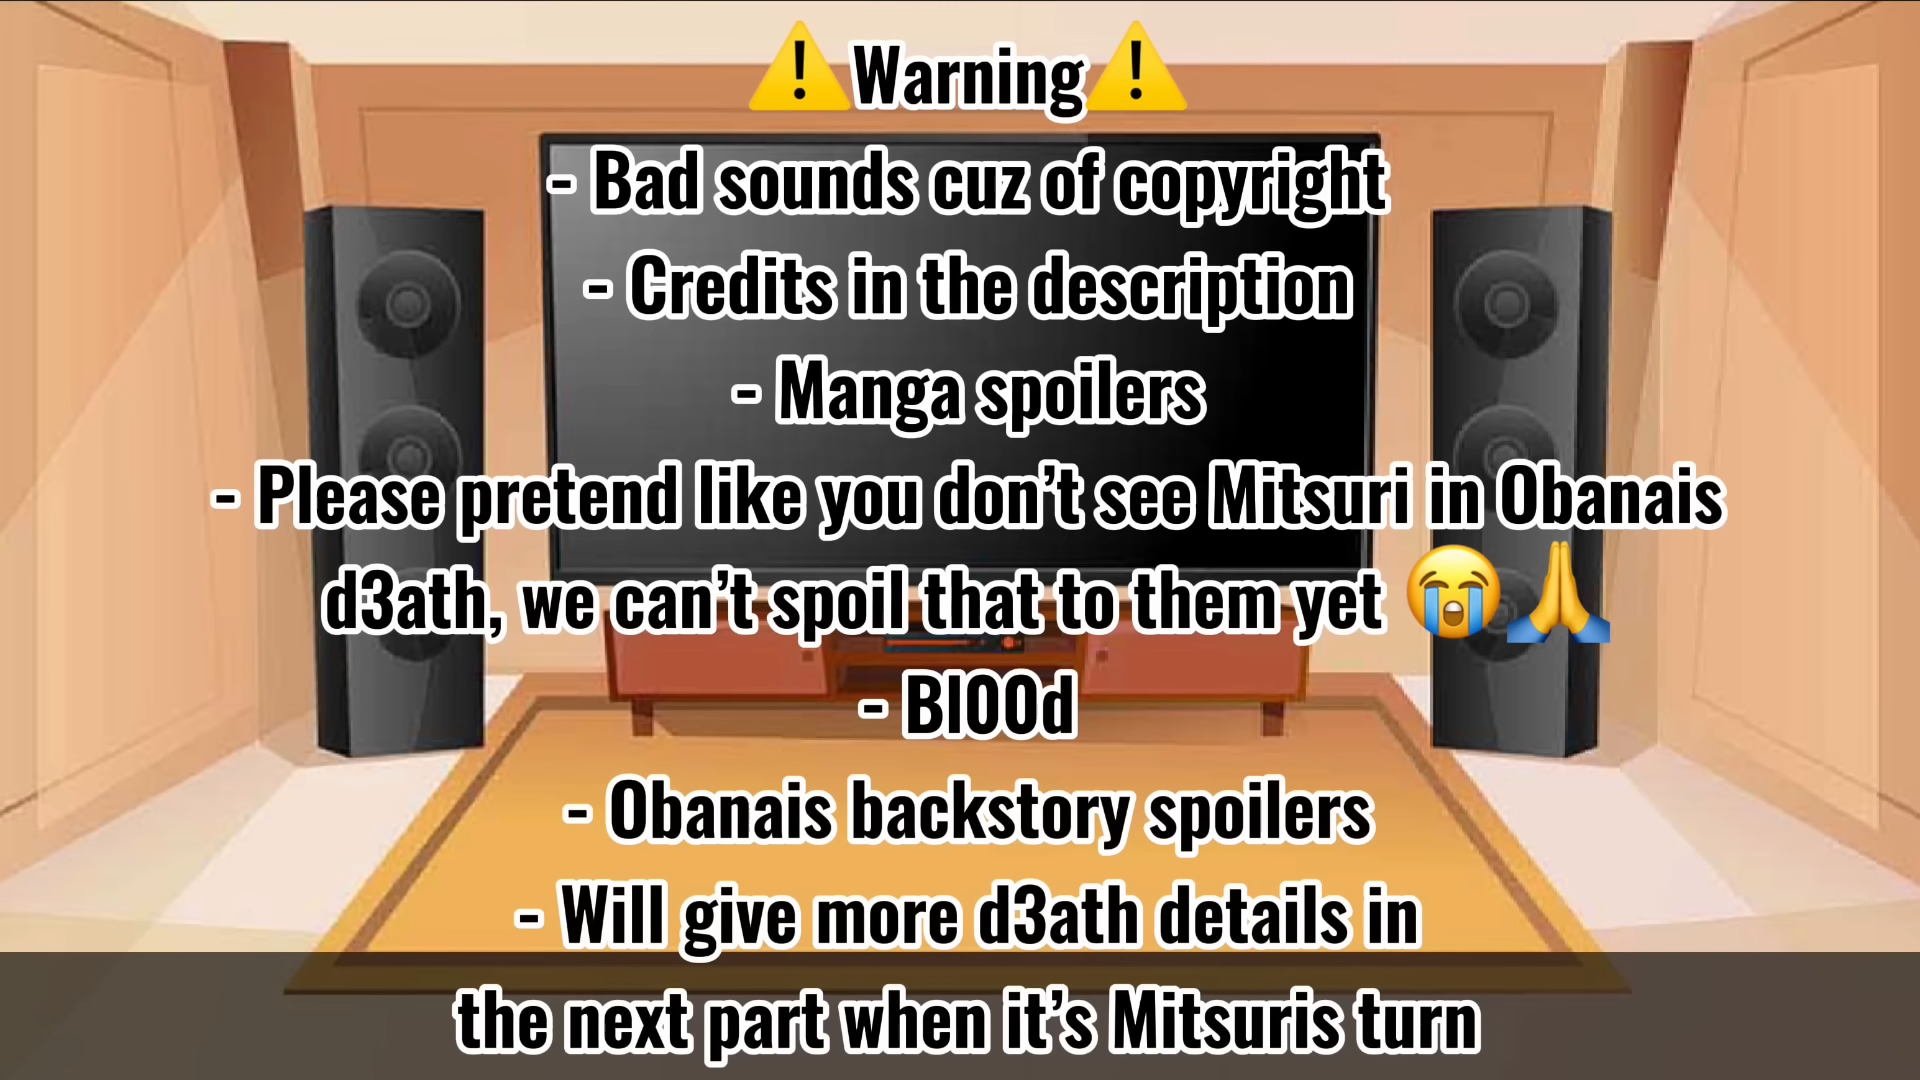 ⚠️Warning⚠️
- Bad sounds cuz of copyright
- Credits in the description
- Manga spoilers
- Please pretend like you don’t see Mitsuri in Obanais
d3ath, we can’t spoil that to them yet 😭🙏
- Bl00d
- Obanais backstory spoilers
- Will give more d3ath details in
the next part when it’s Mitsuris turn